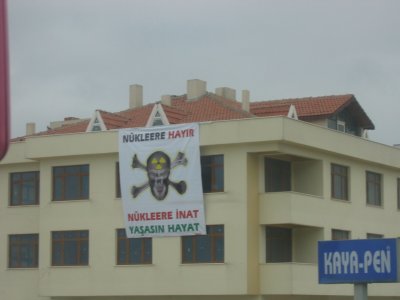 NÜKLEERE HAYIR
NÜKLEERE İNAT
YAŞASIN HAYAT
KAYA-PEN